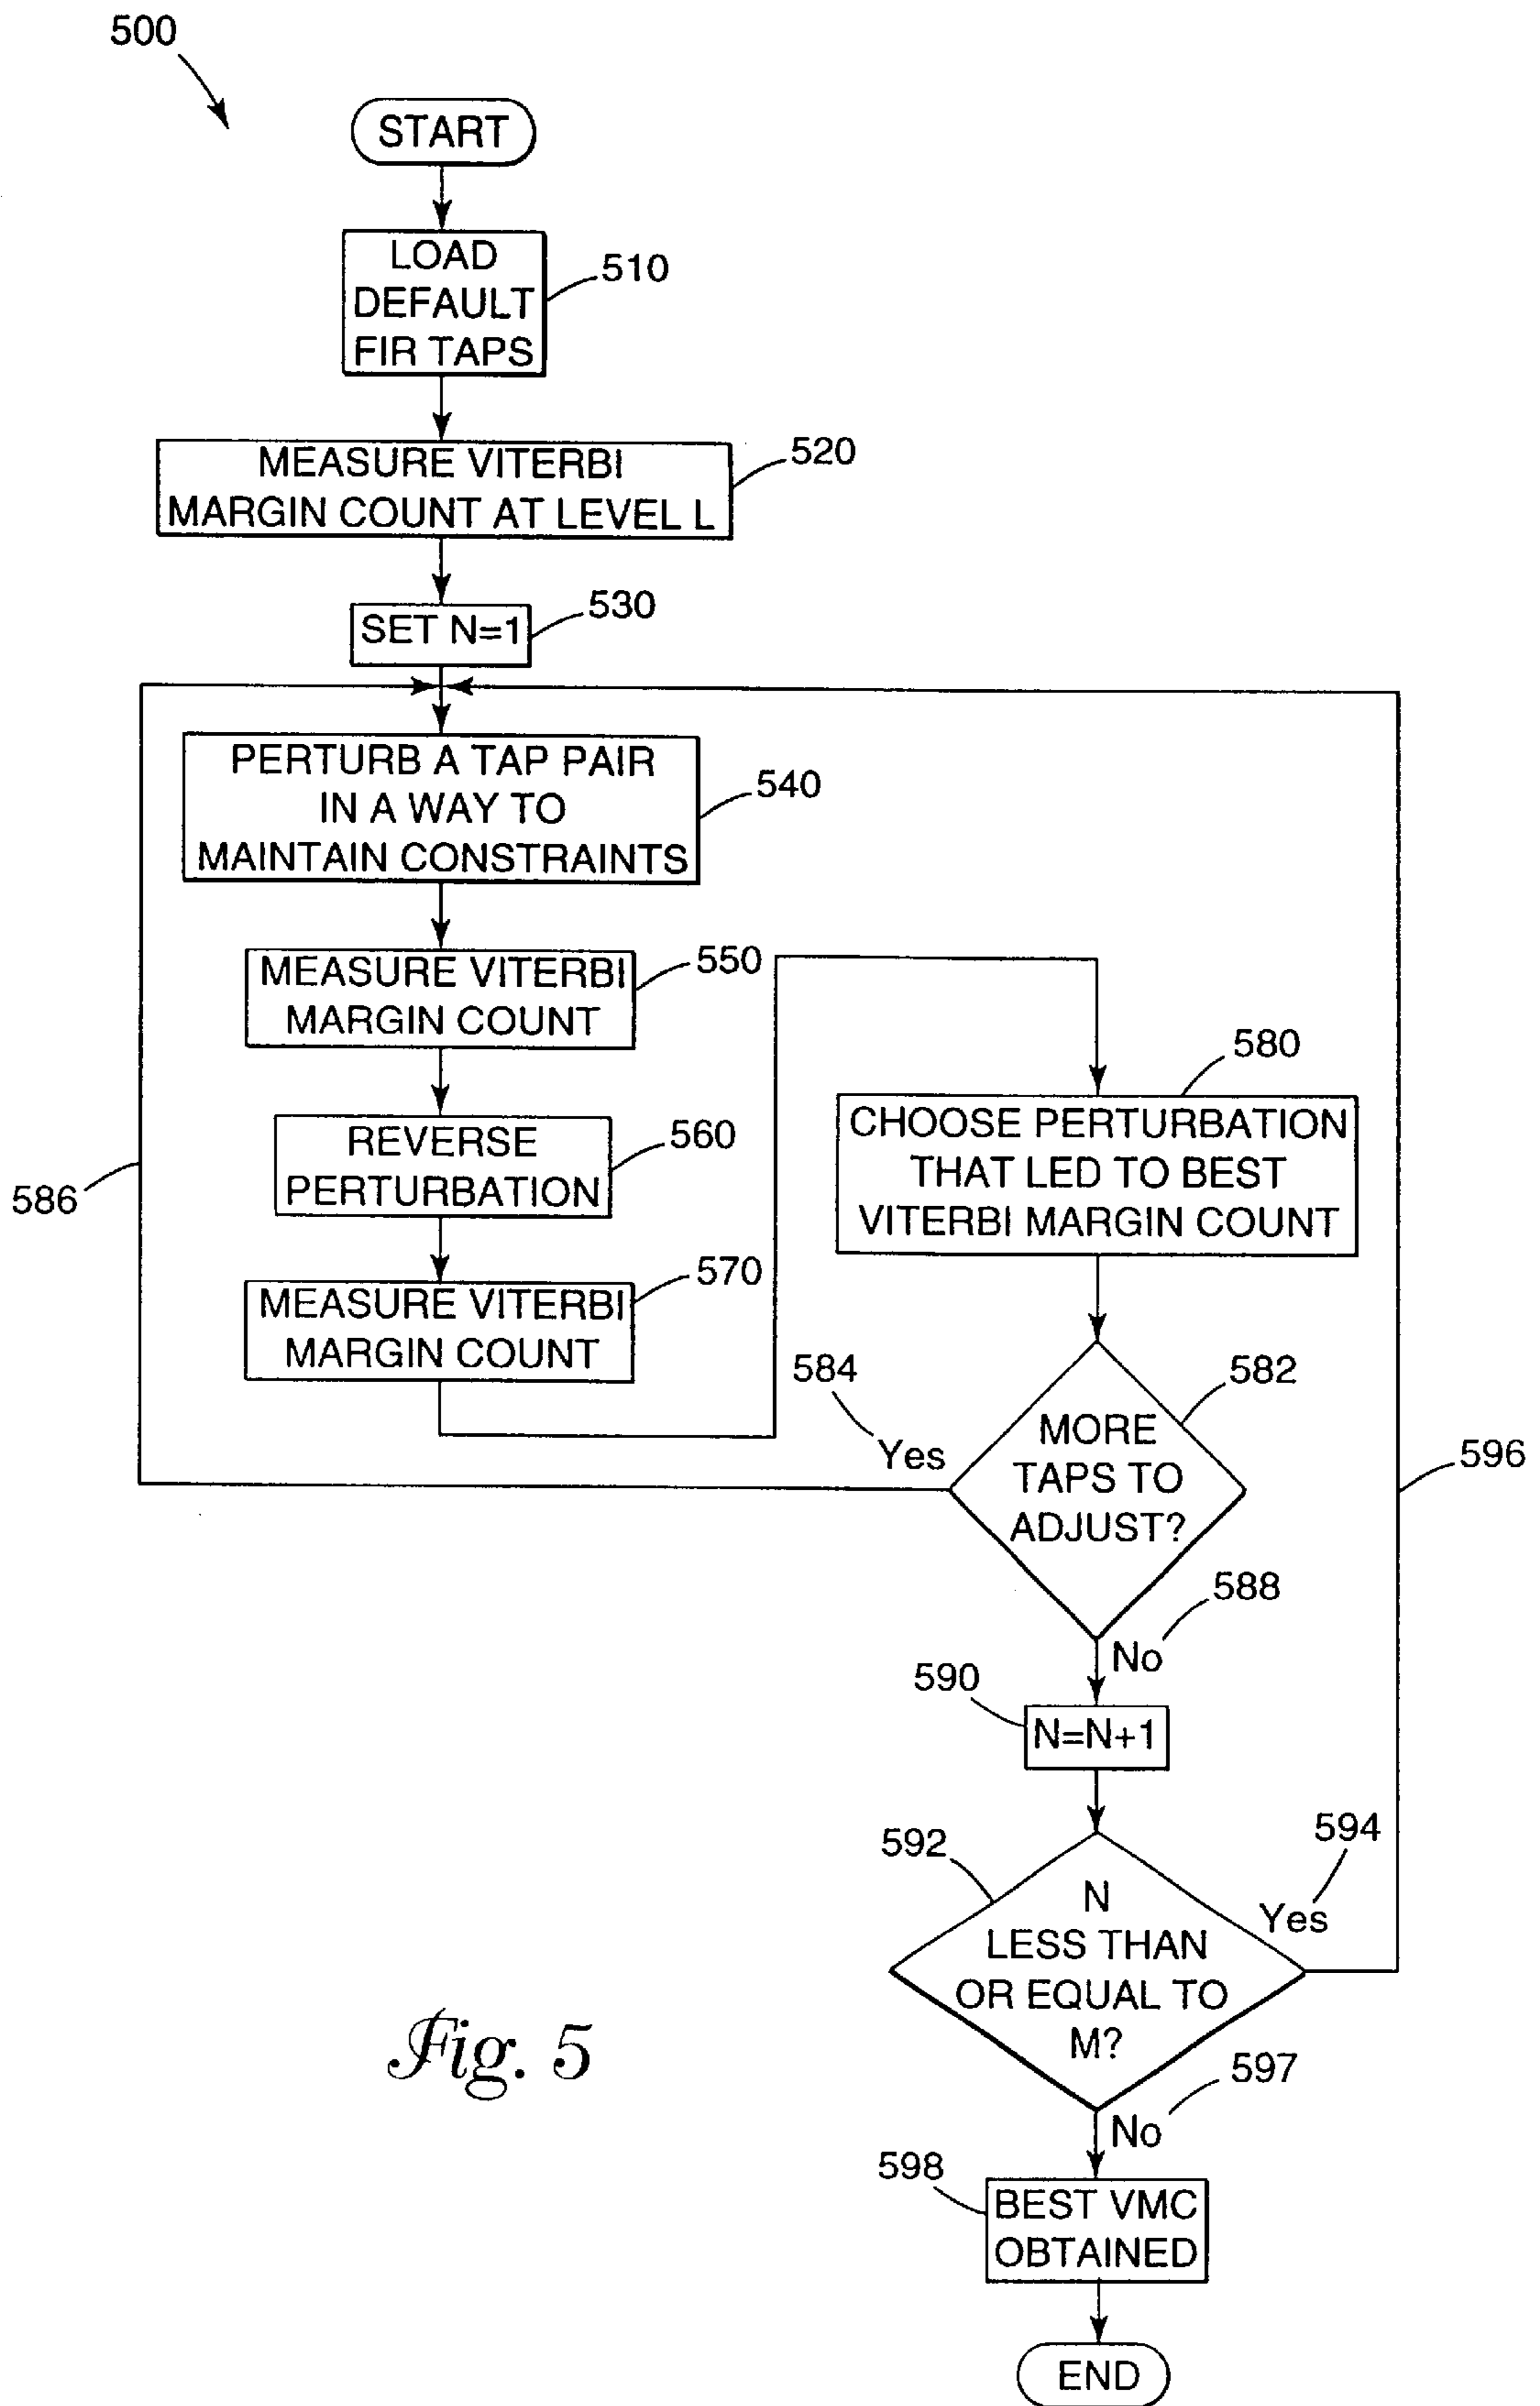 500
START
LOAD
DEFAULT
FIR TAPS
510
MEASURE VITERBI
MARGIN COUNT AT LEVEL L
520
SET N=1
530
PERTURB A TAP PAIR
IN A WAY TO
MAINTAIN CONSTRAINTS
540
MEASURE VITERBI
MARGIN COUNT
550
REVERSE
PERTURBATION
560
586
MEASURE VITERBI
MARGIN COUNT
570
580
CHOOSE PERTURBATION
THAT LED TO BEST
VITERBI MARGIN COUNT
584
Yes
582
MORE
TAPS TO
ADJUST?
596
588
No
590
N=N+1
592
N
LESS THAN
OR EQUAL TO
M?
594
Yes
597
No
598
BEST VMC
OBTAINED
END
Fig. 5